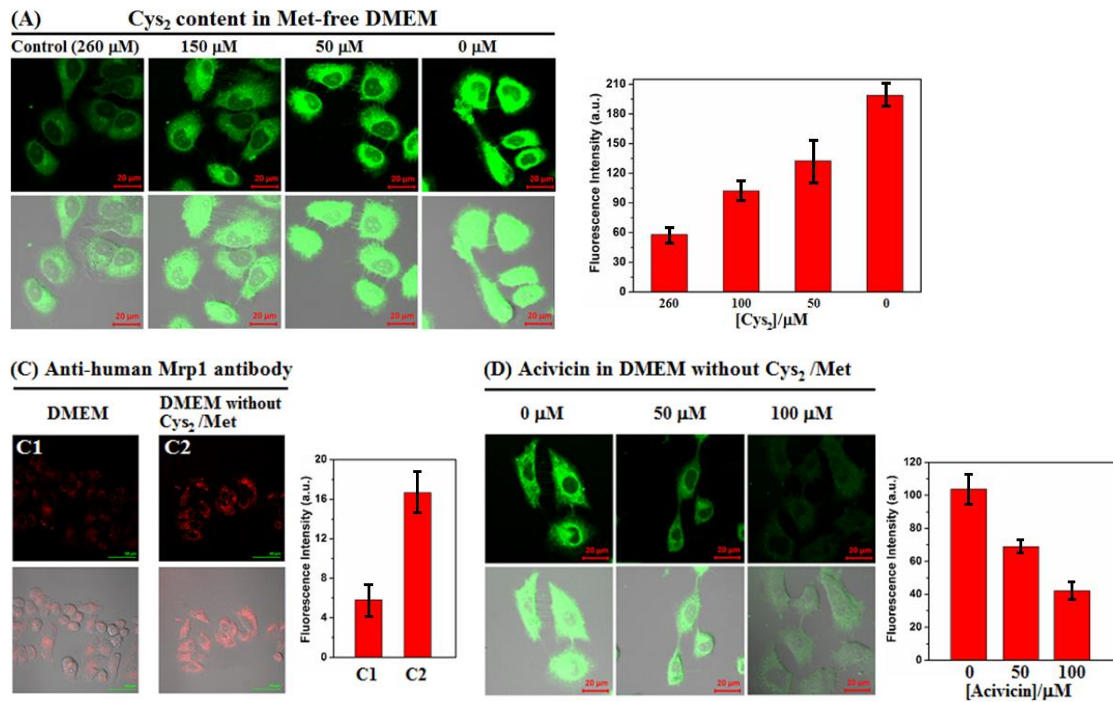 (A) Cys₂ content in Met-free DMEM
Control (260 μM) 150 μM 50 μM 0 μM
20 μm 20 μm 20 μm 20 μm
20 μm 20 μm 20 μm 20 μm
Fluorescence Intensity (a.u.)
210
180
150
120
90
60
30
0
260 100 50 0
[Cys₂]/μM
(C) Anti-human Mrp1 antibody
DMEM
DMEM without
Cys₂ /Met
C1 C2
Fluorescence Intensity (a.u.)
20
16
12
8
4
0
C1 C2
(D) Acivicin in DMEM without Cys₂ /Met
0 μM 50 μM 100 μM
20 μm 20 μm 20 μm
20 μm 20 μm 20 μm
Fluorescence Intensity (a.u.)
120
100
80
60
40
20
0
0 50 100
[Acivicin]/μM